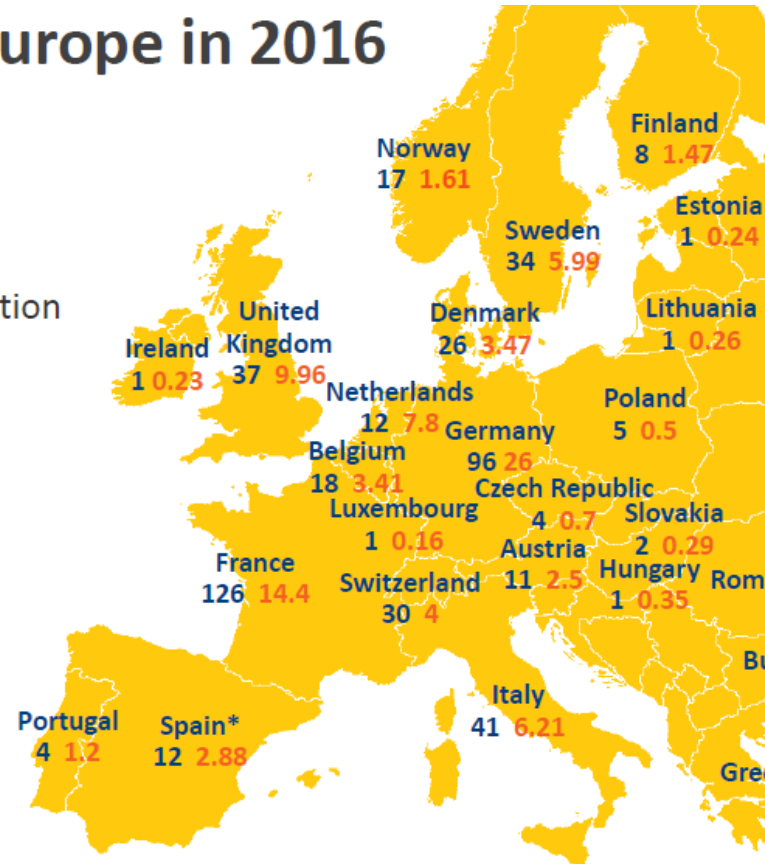 urope in 2016
tion
Norway
17 1.61
Finland
8 1.47
Sweden
34 5.99
Estonia
1 0.24
United
Kingdom
37 9.96
Ireland
1 0.23
Denmark
26 3.47
Lithuania
1 0.26
Netherlands
12 7.8
Poland
5 0.5
Germany
96 26
Belgium
18 3.41
Czech Republic
4 0.7
Luxembourg
1 0.16
Slovakia
2 0.29
Austria
11 2.5
France
126 14.4
Switzerland
30 4
Hungary
1 0.35
Rom
Bu
Italy
41 6.21
Portugal
4 1.2
Spain*
12 2.88
Gre